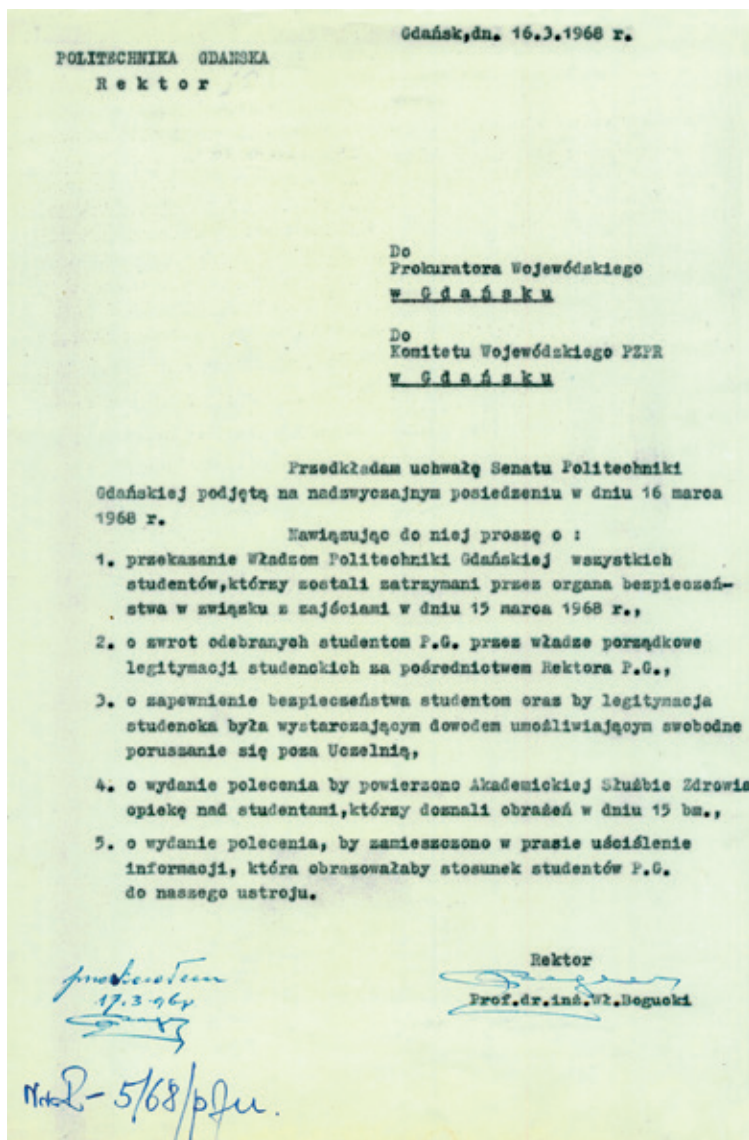 Gdańsk,dn. 16.3.1968 r.
POLITECHNIKA GDAŃSKA
R e k t o r
Do
Prokuratora Wojewódzkiego
w G d a ń s k u
Do
Komitetu Wojewódzkiego PZPR
w G d a ń s k u
Przedkładam uchwałę Senatu Politechniki
Gdańskiej podjętą na nadzwyczajnym posiedzeniu w dniu 16 marca
1968 r.
Nawiązując do niej proszę o :
1. przekazanie Władzom Politechniki Gdańskiej wszystkich
studentów,którzy zostali zatrzymani przez organa bezpieczeń-
stwa w związku z zajściami w dniu 15 marca 1968 r.,
2. o zwrot odebranych studentom P.G. przez władze porządkowe
legitymacji studenckich za pośrednictwem Rektora P.G.,
3. o zapewnienie bezpieczeństwa studentom oraz by legitymacja
studencka była wystarczającym dowodem umożliwiającym swobodne
poruszanie się poza Uczelnią,
4. o wydanie polecenia by powierzono Akademickiej Służbie Zdrowia
opiekę nad studentami,którzy doznali obrażeń w dniu 15 bm.,
5. o wydanie polecenia, by zamieszczono w prasie uściślenie
informacji, która obrazowałaby stosunek studentów P.G.
do naszego ustroju.
Rektor
Prof.dr.inż.Wł.Bogucki
17.3.96
5/68/